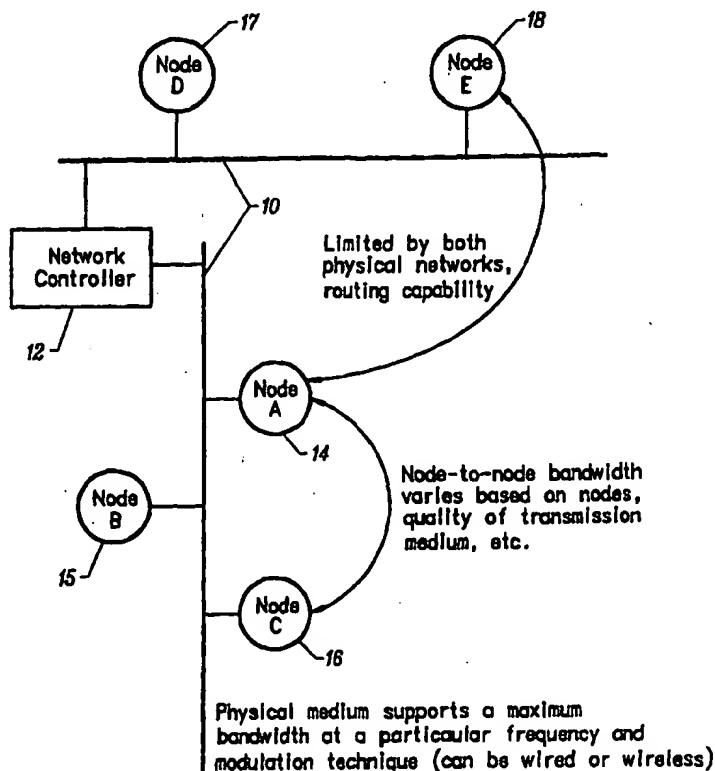 17
18
Node
D
Node
E
10
Network
Controller
12
Limited by both
physical networks,
routing capability
Node
A
14
Node-to-node bandwidth
varies based on nodes,
quality of transmission
medium, etc.
Node
B
15
Node
C
16
Physical medium supports a maximum
bandwidth at a particaular frequency and
modulation technique (can be wired or wireless)